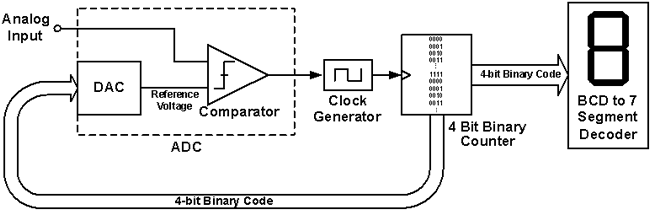 Analog
Input
DAC
Reference
Voltage
Comparator
ADC
Clock
Generator
0000
0001
0010
0011
:
1111
0000
0001
0010
0011
:
4 Bit Binary
Counter
4-bit Binary Code
BCD to 7
Segment
Decoder
4-bit Binary Code